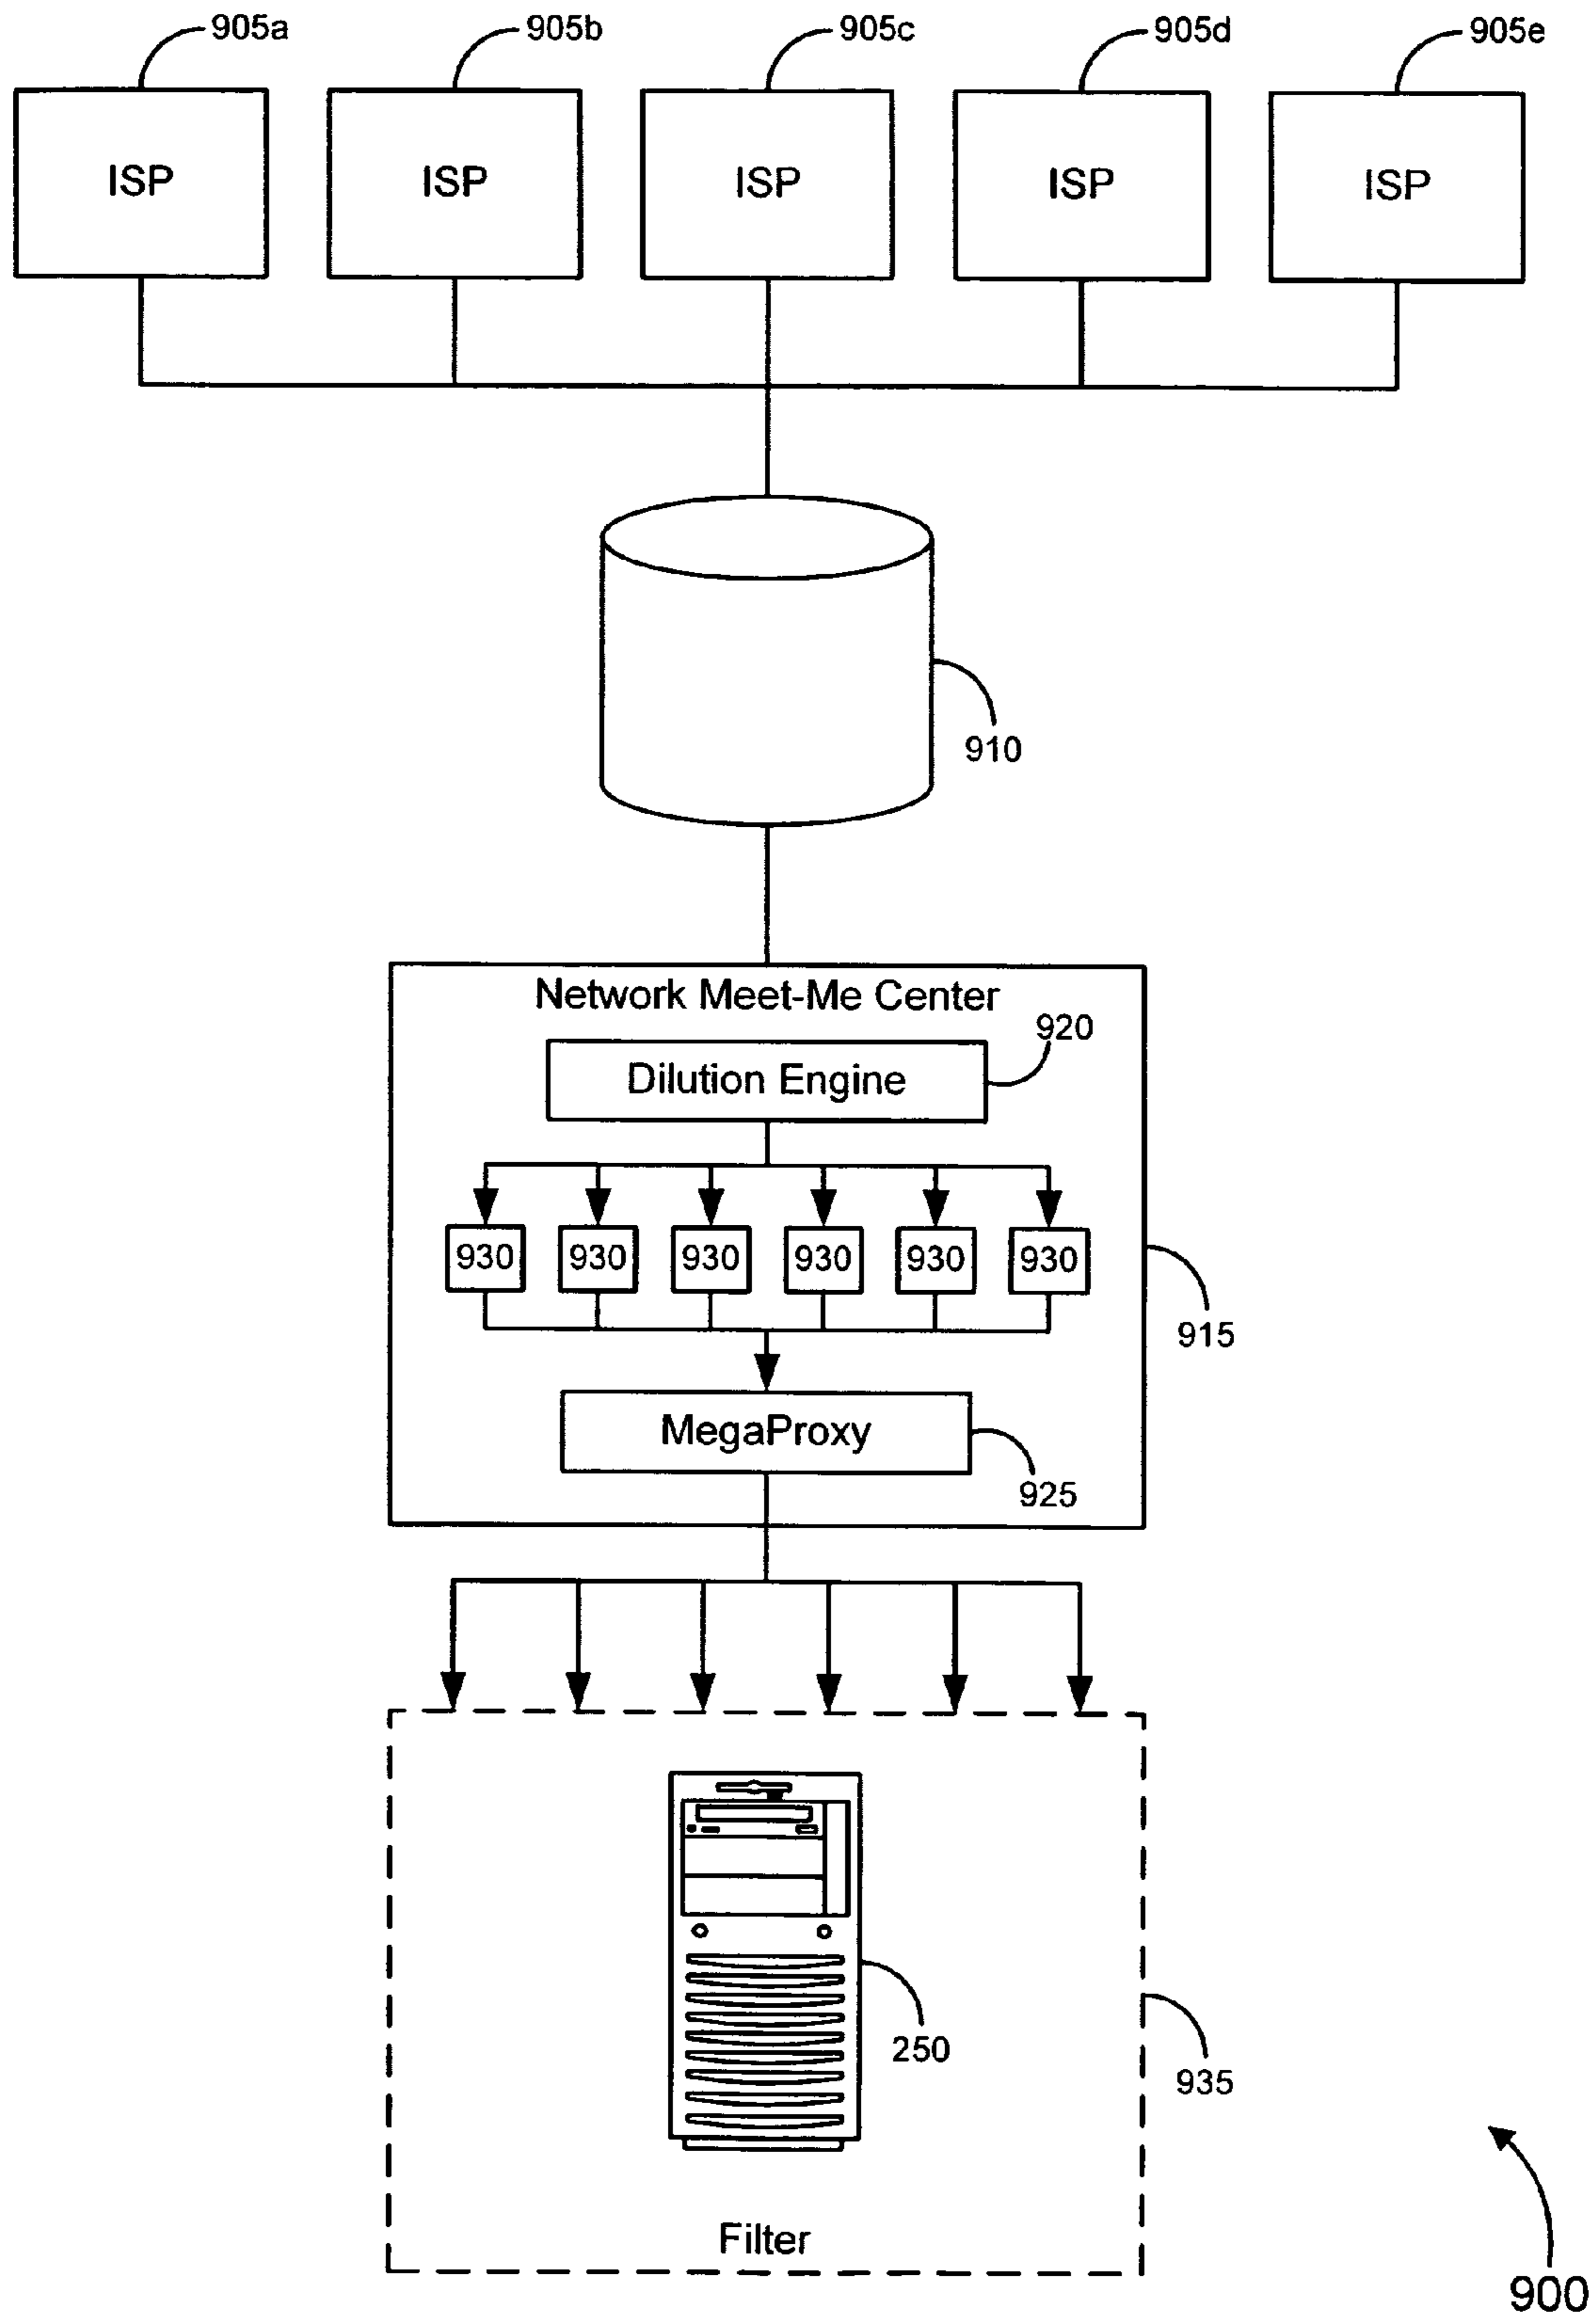 905a
905b
905c
905d
905e
ISP
ISP
ISP
ISP
ISP
910
Network Meet-Me Center
920
Dilution Engine
930
930
930
930
930
930
915
MegaProxy
925
250
935
Filter
900